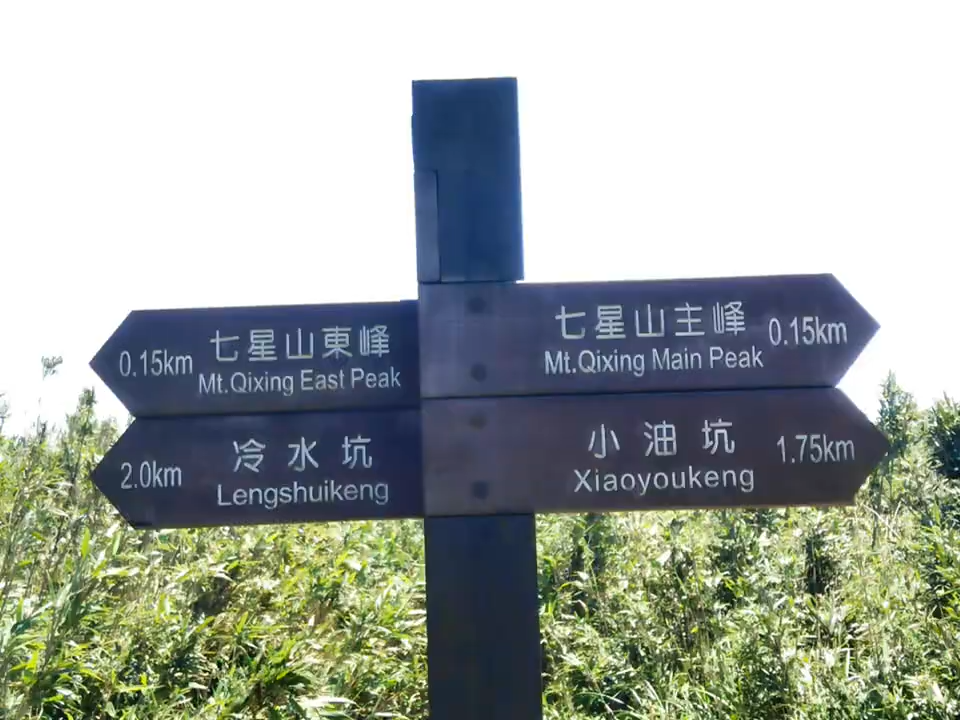 0.15km 七星山東峰
Mt.Qixing East Peak
2.0km 冷水坑
Lengshuikeng
七星山主峰 0.15km
Mt.Qixing Main Peak
小油坑 1.75km
Xiaoyoukeng